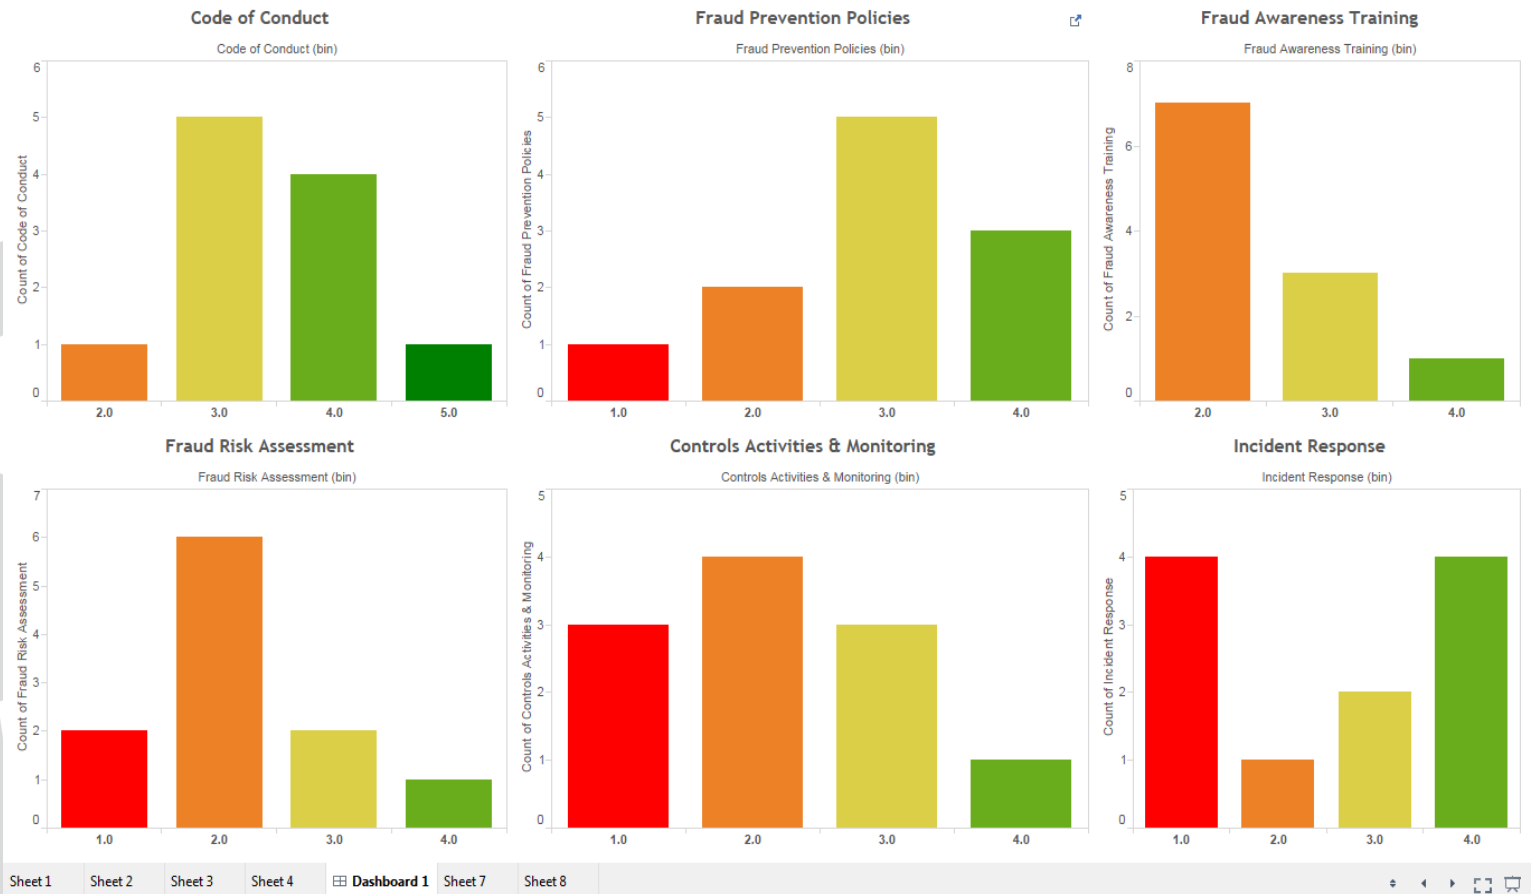 Code of Conduct
Code of Conduct (bin)
Count of Code of Conduct
6
5
4
3
2
1
0
2.0 3.0 4.0 5.0
Fraud Prevention Policies
Fraud Prevention Policies (bin)
Count of Fraud Prevention Policies
6
5
4
3
2
1
0
1.0 2.0 3.0 4.0
Fraud Awareness Training
Fraud Awareness Training (bin)
Count of Fraud Awareness Training
8
6
4
2
0
2.0 3.0 4.0
Fraud Risk Assessment
Fraud Risk Assessment (bin)
Count of Fraud Risk Assessment
7
6
5
4
3
2
1
0
1.0 2.0 3.0 4.0
Controls Activities & Monitoring
Controls Activities & Monitoring (bin)
Count of Controls Activities & Monitoring
5
4
3
2
1
0
1.0 2.0 3.0 4.0
Incident Response
Incident Response (bin)
Count of Incident Response
5
4
3
2
1
0
1.0 2.0 3.0 4.0
Sheet 1 Sheet 2 Sheet 3 Sheet 4 Dashboard 1 Sheet 7 Sheet 8